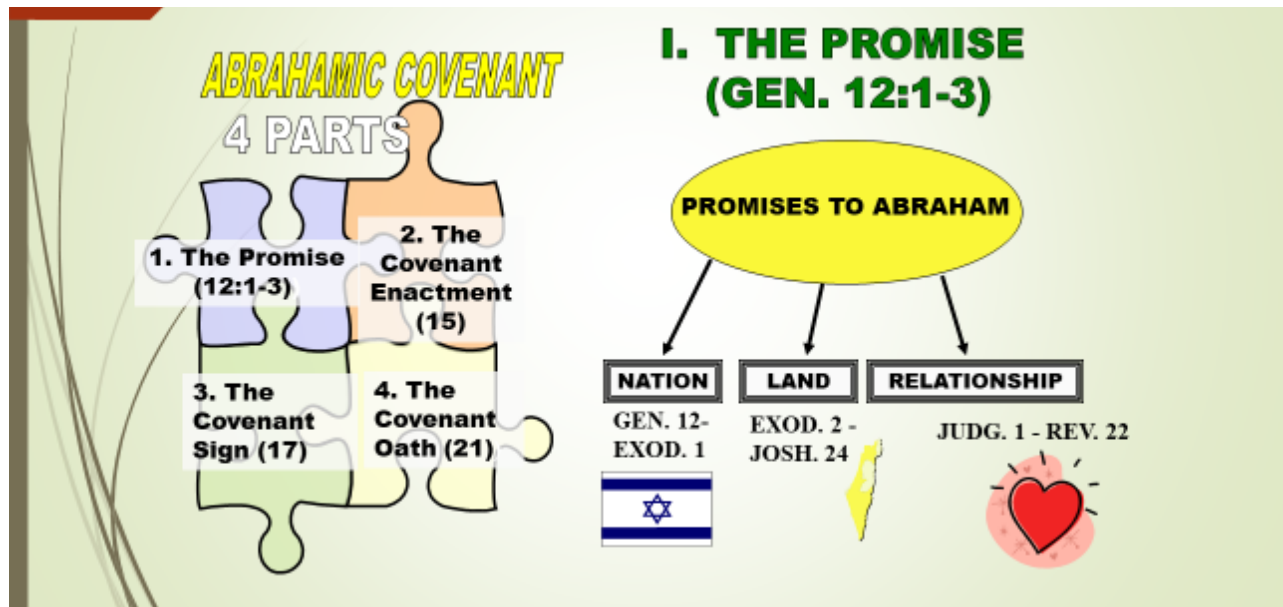 ABRAHAMIC COVENANT
4 PARTS
1. The Promise
(12:1-3)
2. The
Covenant
Enactment
(15)
3. The
Covenant
Sign (17)
4. The
Covenant
Oath (21)
I. THE PROMISE
(GEN. 12:1-3)
PROMISES TO ABRAHAM
NATION
GEN. 12-
EXOD. 1
LAND
EXOD. 2 -
JOSH. 24
RELATIONSHIP
JUDG. 1 - REV. 22